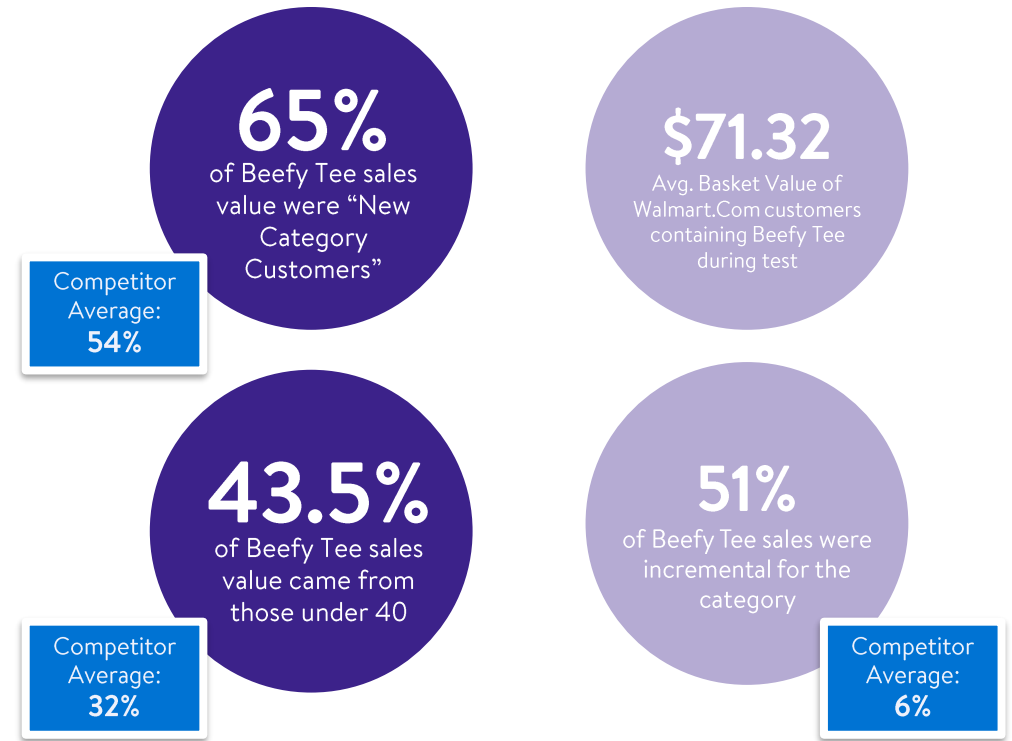 65%
of Beefy Tee sales
value were “New
Category
Customers”
Competitor
Average:
54%
$71.32
Avg. Basket Value of
Walmart.Com customers
containing Beefy Tee
during test
43.5%
of Beefy Tee sales
value came from
those under 40
Competitor
Average:
32%
51%
of Beefy Tee sales were
incremental for the
category
Competitor
Average:
6%